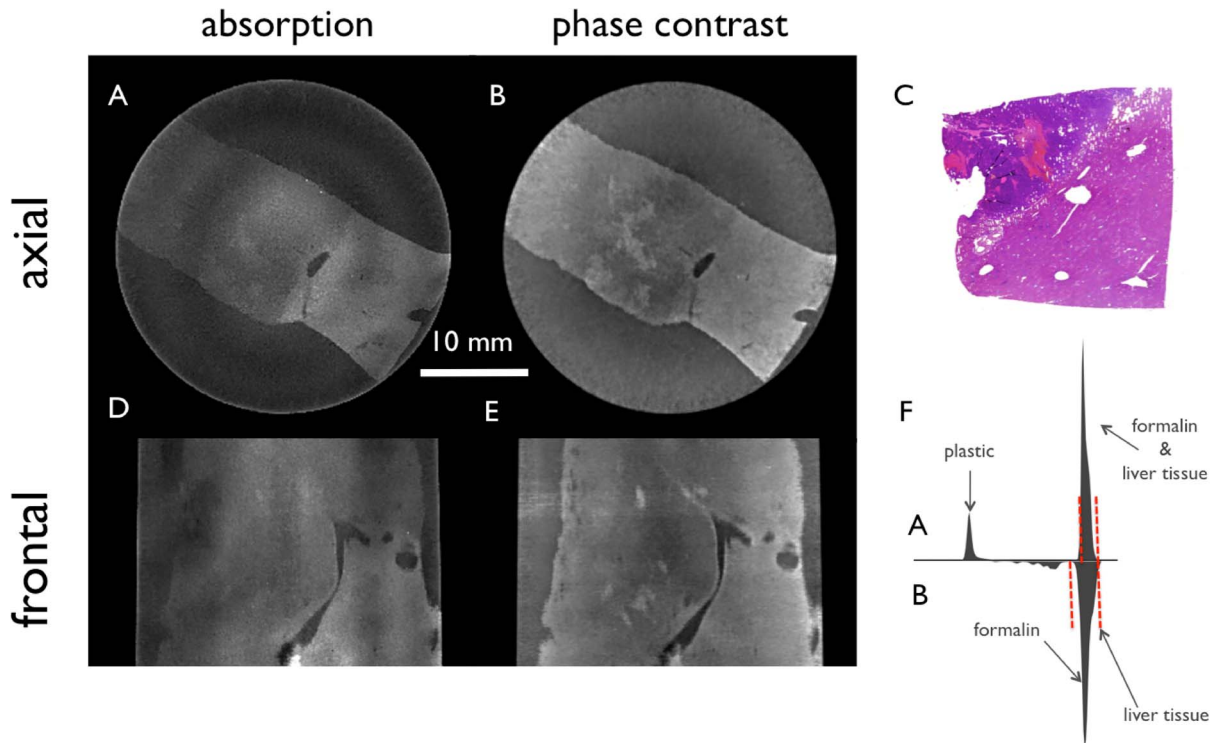 absorption
phase contrast
axial
A
B
C
10 mm
frontal
D
E
F
formalin
&
liver tissue
plastic
A
B
formalin
liver tissue